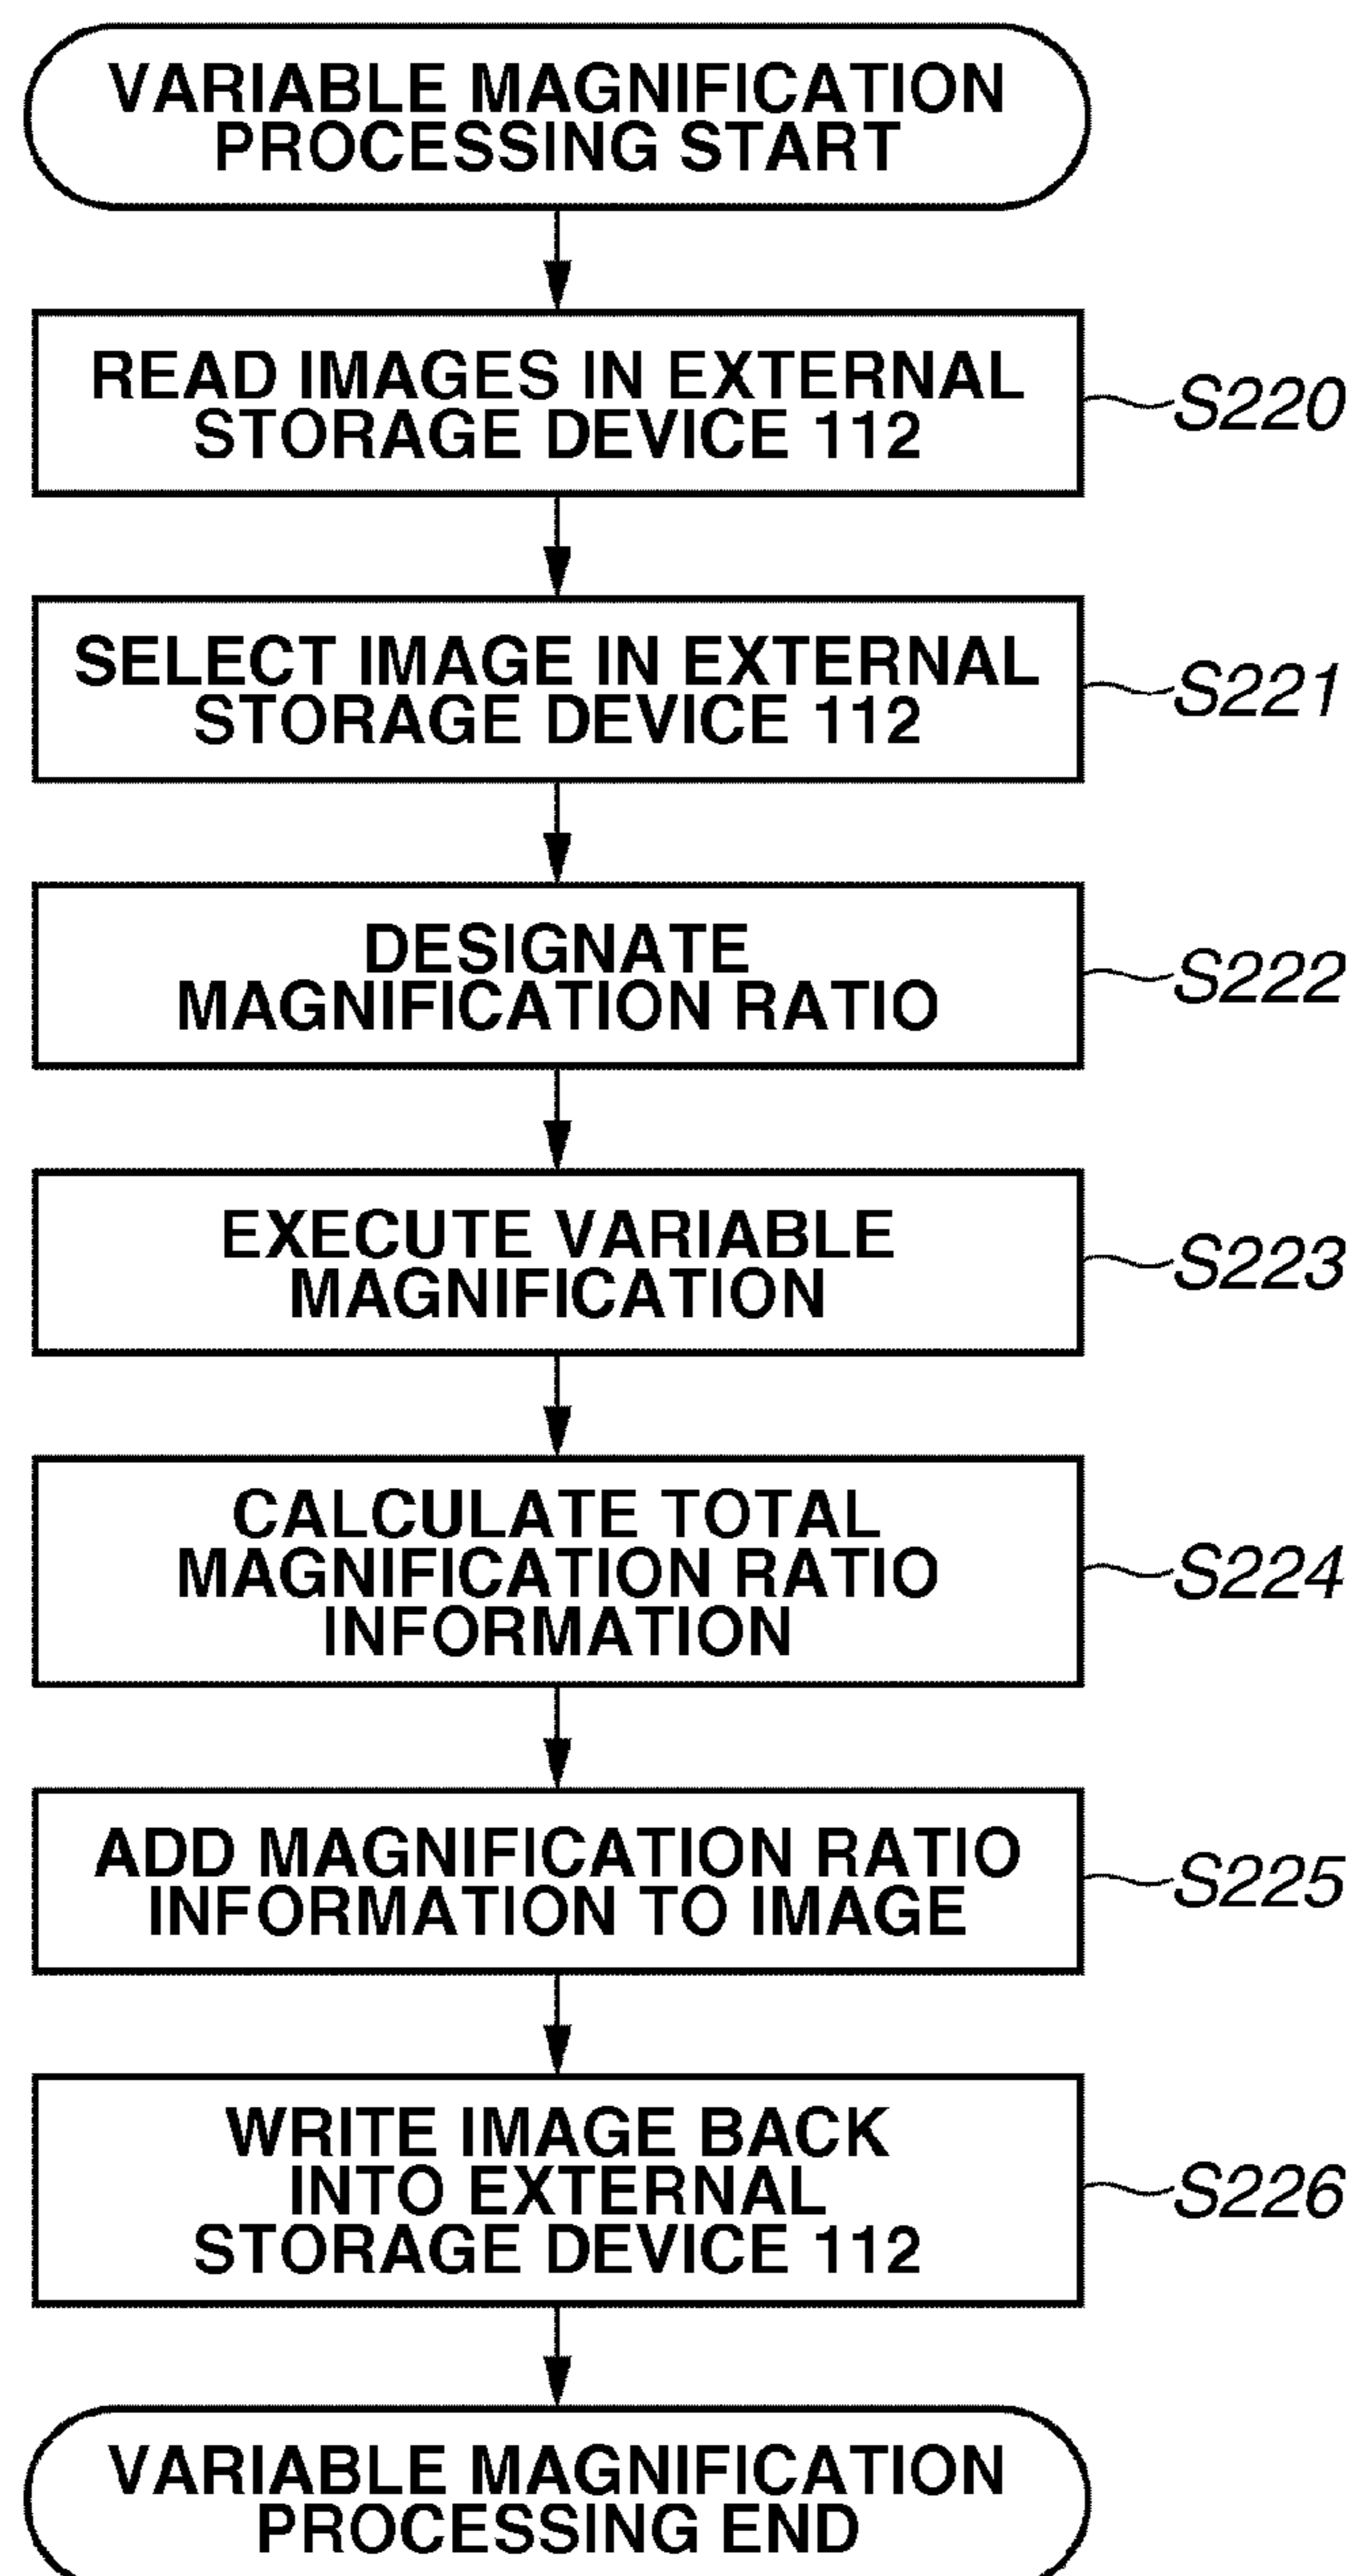 VARIABLE MAGNIFICATION
PROCESSING START
READ IMAGES IN EXTERNAL
STORAGE DEVICE 112
S220
SELECT IMAGE IN EXTERNAL
STORAGE DEVICE 112
S221
DESIGNATE
MAGNIFICATION RATIO
S222
EXECUTE VARIABLE
MAGNIFICATION
S223
CALCULATE TOTAL
MAGNIFICATION RATIO
INFORMATION
S224
ADD MAGNIFICATION RATIO
INFORMATION TO IMAGE
S225
WRITE IMAGE BACK
INTO EXTERNAL
STORAGE DEVICE 112
S226
VARIABLE MAGNIFICATION
PROCESSING END